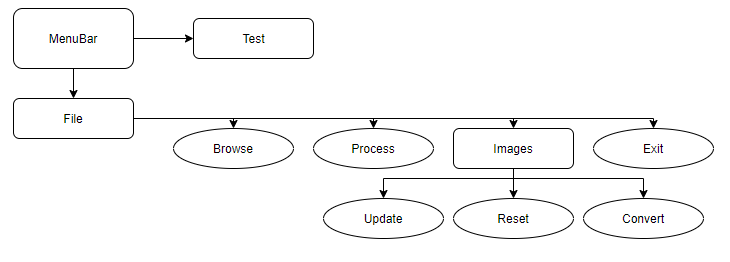 MenuBar
Test
File
Browse
Process
Images
Exit
Update
Reset
Convert